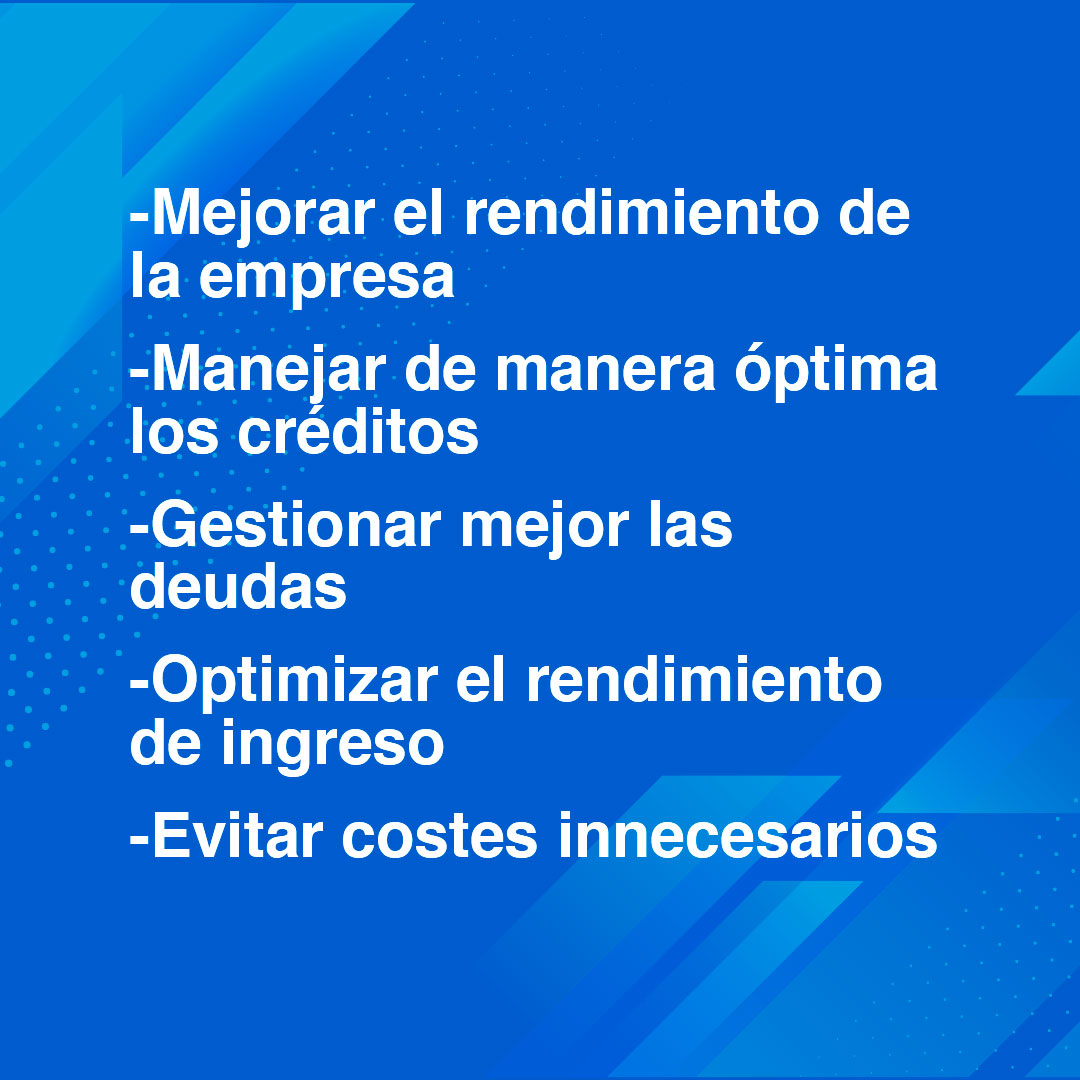 -Mejorar el rendimiento de
la empresa
-Manejar de manera óptima
los créditos
-Gestionar mejor las
deudas
-Optimizar el rendimiento
de ingreso
-Evitar costes innecesarios